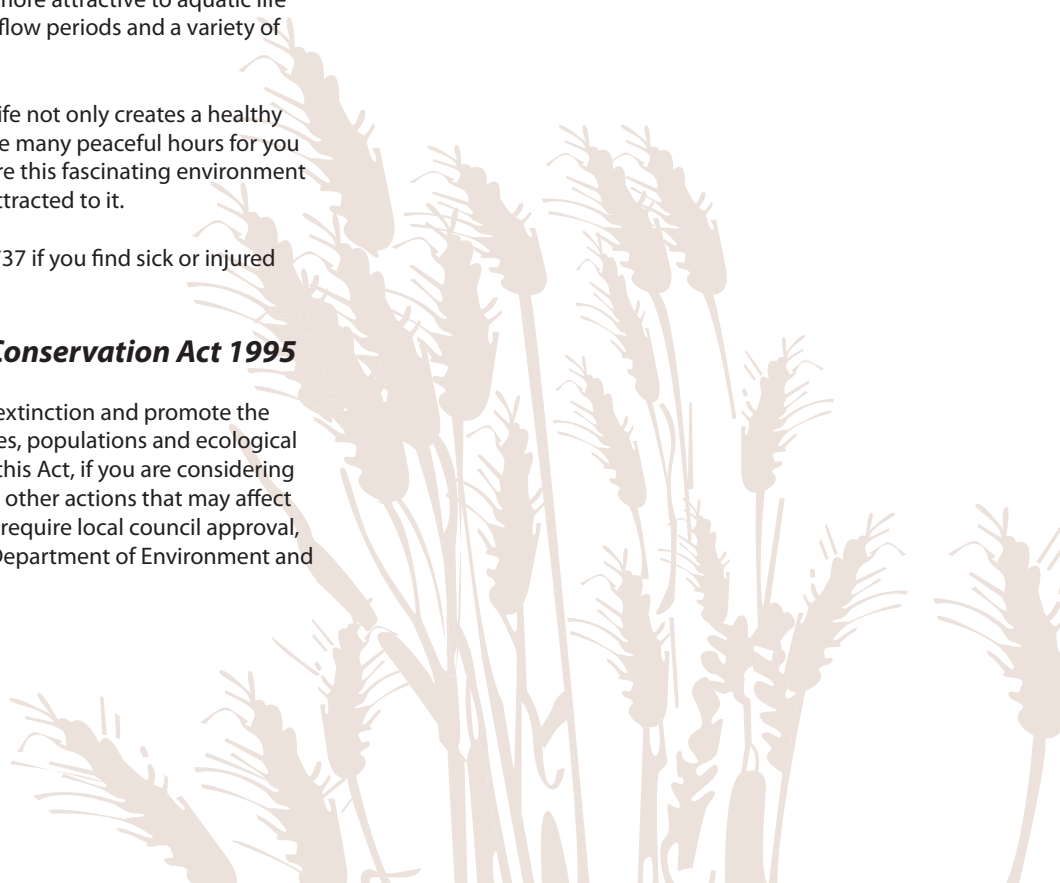 more attractive to aquatic life
flow periods and a variety of
ife not only creates a healthy
e many peaceful hours for you
re this fascinating environment
ttracted to it.
737 if you find sick or injured
Conservation Act 1995
extinction and promote the
es, populations and ecological
this Act, if you are considering
other actions that may affect
require local council approval,
Department of Environment and